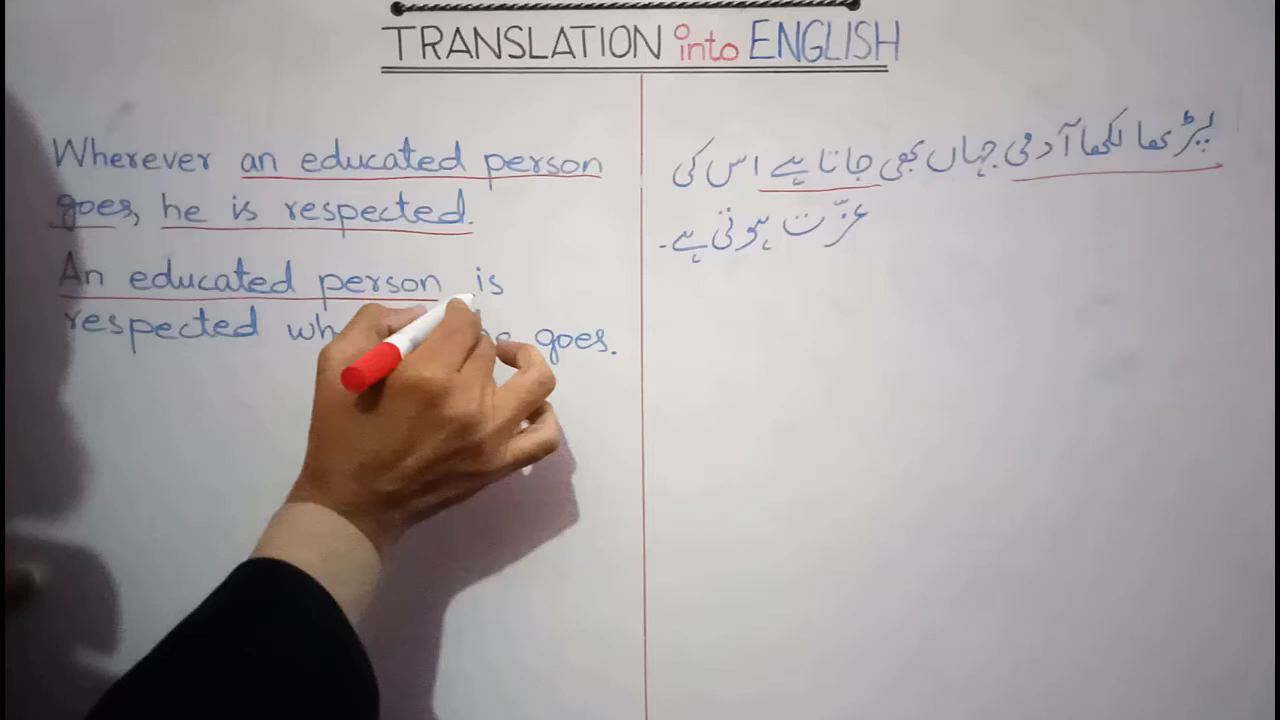 TRANSLATION into ENGLISH
Wherever an educated person
goes, he is respected.
An educated person is
respected goes.
پڑھا لکھا آدمی جہاں بھی جاتا ہے اس کی
عزّت ہوتی ہے۔